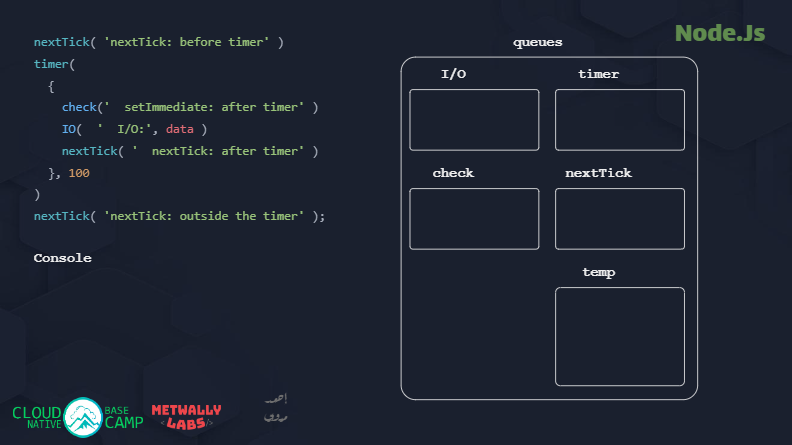 Node.Js
nextTick( 'nextTick: before timer' )
timer(
{
check('  setImmediate: after timer' )
IO(  '  I/O:', data )
nextTick( '  nextTick: after timer' )
}, 100
)
nextTick( 'nextTick: outside the timer' );
Console
queues
I/O
timer
check
nextTick
temp
CLOUD
NATIVE
BASE
CAMP
METWALLY
<LABS/>
أحمد